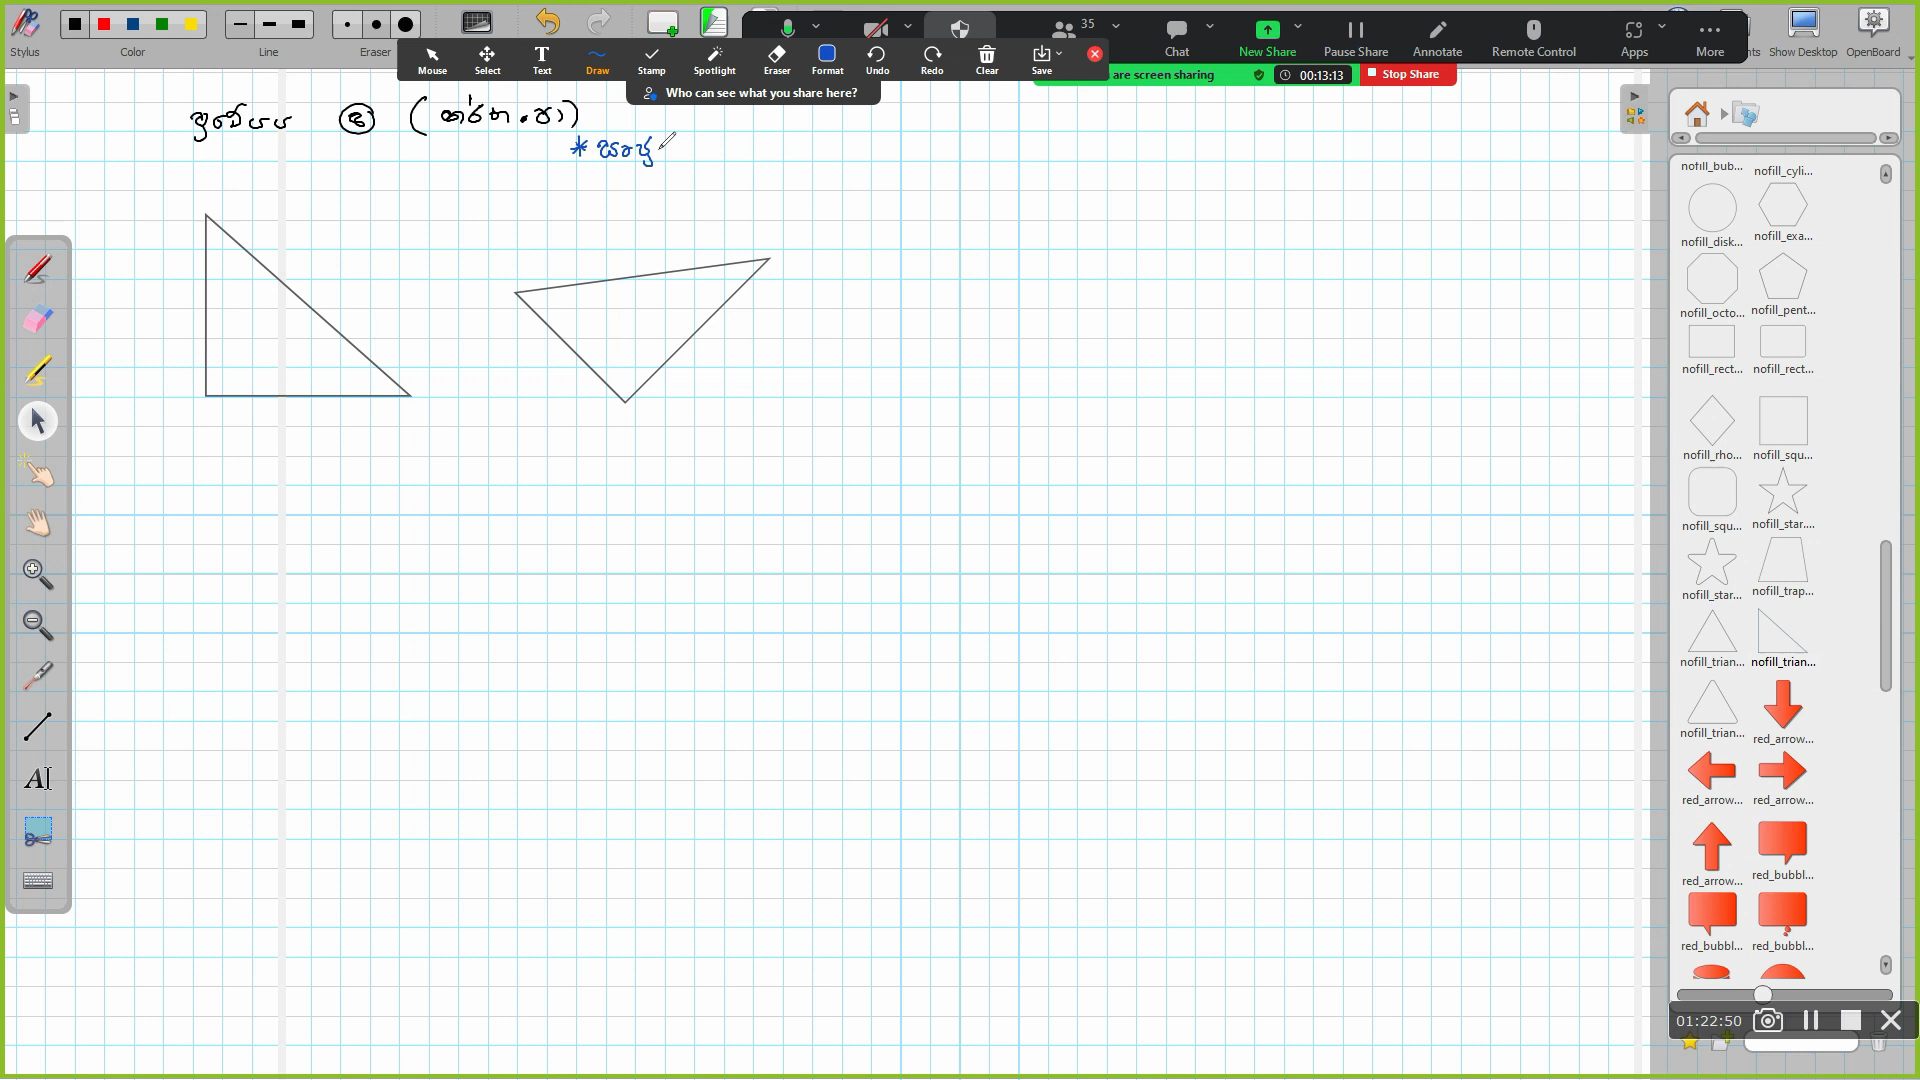 Stylus
Color
Line
Eraser
35
Chat
New Share
Pause Share
Annotate
Remote Control
Apps
More
Show Desktop
OpenBoard
Mouse
Select
Text
Draw
Stamp
Spotlight
Eraser
Format
Undo
Redo
Clear
Save
are screen sharing
00:13:13
Stop Share
Who can see what you share here?
nofill_bub...
nofill_cyli...
nofill_disk...
nofill_exa...
nofill_octo...
nofill_pent...
nofill_rect...
nofill_rect...
nofill_rho...
nofill_squ...
nofill_squ...
nofill_star....
nofill_star...
nofill_trap...
nofill_trian...
nofill_trian...
nofill_trian...
red_arrow...
red_arrow...
red_arrow...
red_arrow...
red_bubbl...
red_bubbl...
red_bubbl...
01:22:50